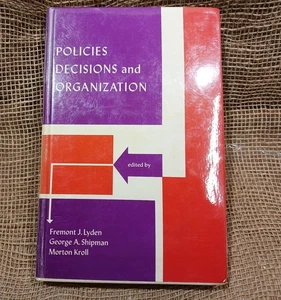 POLICIES
DECISIONS and
ORGANIZATION
edited by
Fremont J. Lyden
George A. Shipman
Morton Kroll